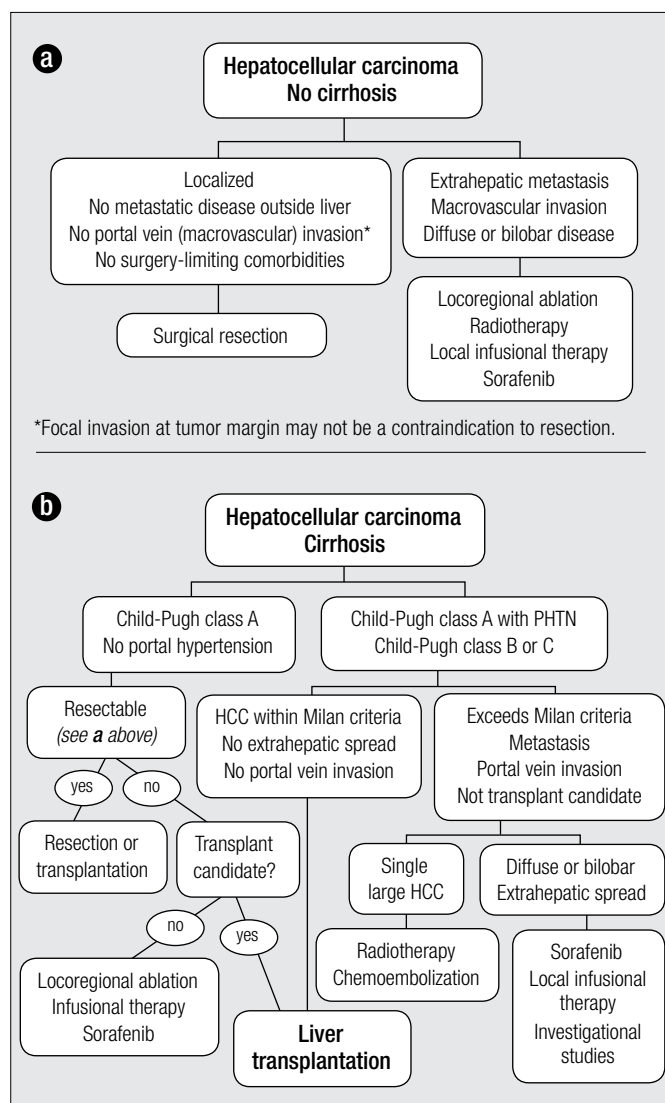 a
Hepatocellular carcinoma
No cirrhosis
Localized
No metastatic disease outside liver
No portal vein (macrovascular) invasion*
No surgery-limiting comorbidities
Surgical resection
Extrahepatic metastasis
Macrovascular invasion
Diffuse or bilobar disease
Locoregional ablation
Radiotherapy
Local infusional therapy
Sorafenib
*Focal invasion at tumor margin may not be a contraindication to resection.
b
Hepatocellular carcinoma
Cirrhosis
Child-Pugh class A
No portal hypertension
Child-Pugh class A with PHTN
Child-Pugh class B or C
Resectable
(see a above)
yes
no
Resection or
transplantation
Transplant
candidate?
no
yes
Locoregional ablation
Infusional therapy
Sorafenib
HCC within Milan criteria
No extrahepatic spread
No portal vein invasion
Liver
transplantation
Exceeds Milan criteria
Metastasis
Portal vein invasion
Not transplant candidate
Single
large HCC
Radiotherapy
Chemoembolization
Diffuse or bilobar
Extrahepatic spread
Sorafenib
Local infusional
therapy
Investigational
studies